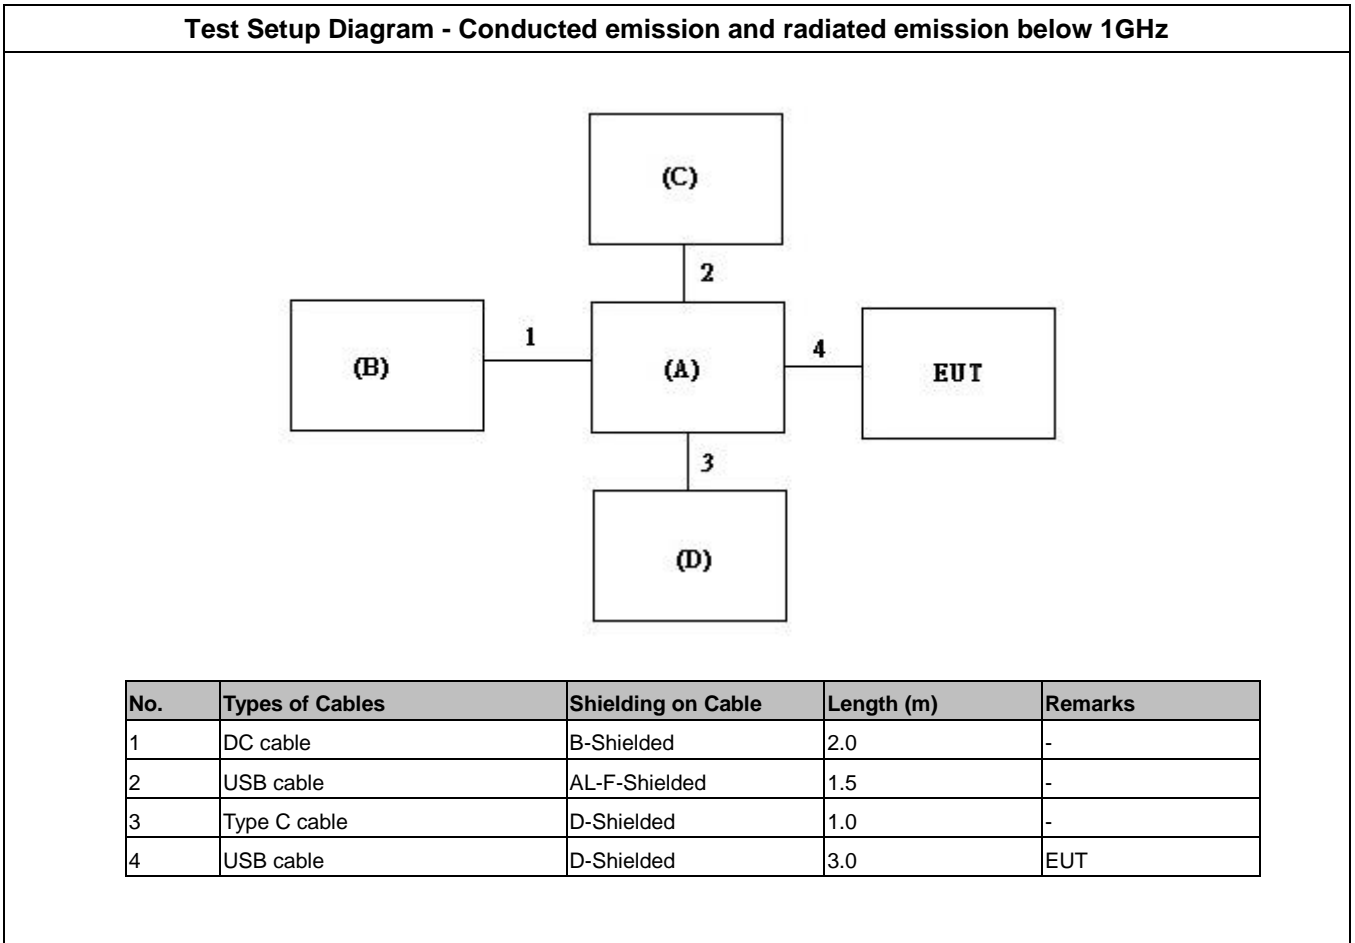 Test Setup Diagram - Conducted emission and radiated emission below 1GHz
(C)
2
(B)
1
(A)
4
EUT
3
(D)
No. Types of Cables Shielding on Cable Length (m) Remarks
1 DC cable B-Shielded 2.0 -
2 USB cable AL-F-Shielded 1.5 -
3 Type C cable D-Shielded 1.0 -
4 USB cable D-Shielded 3.0 EUT